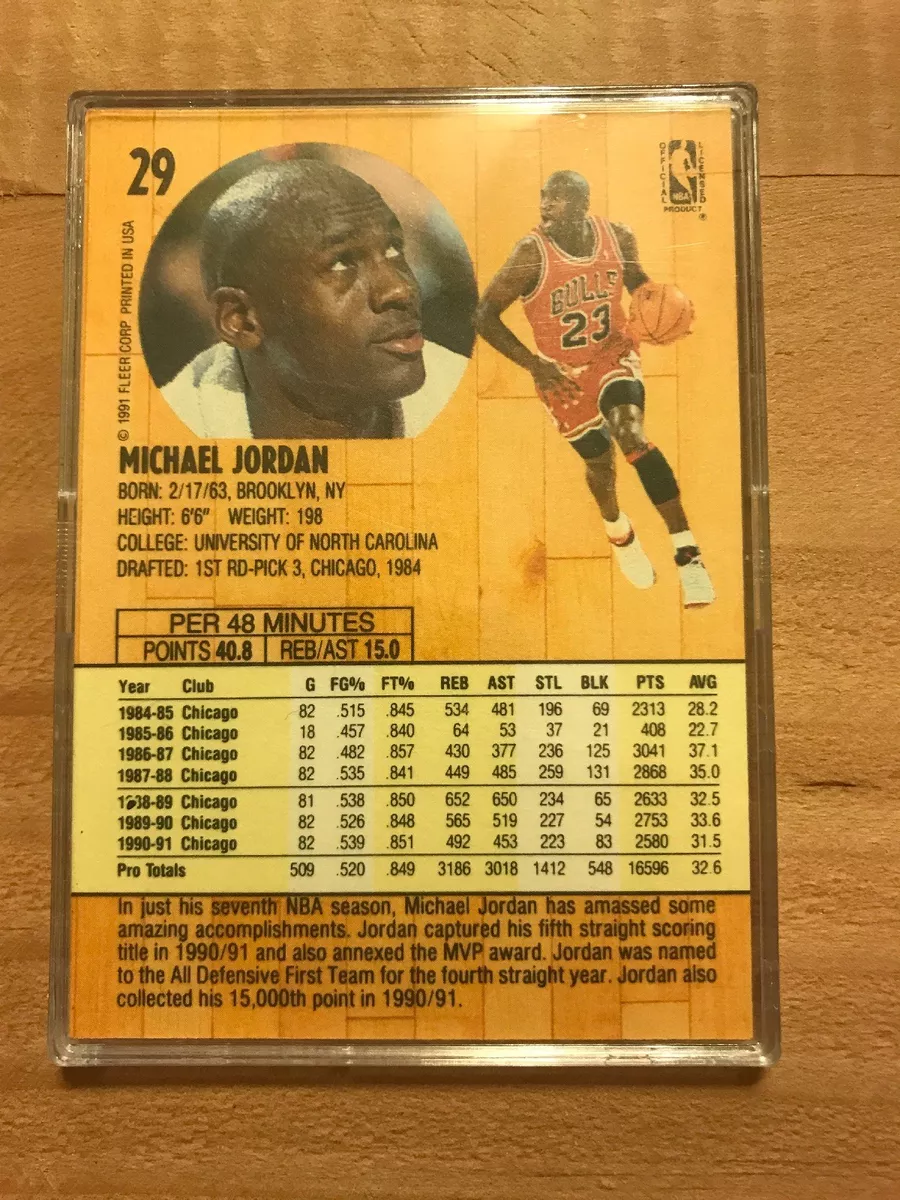 29
OFFICIAL LICENSED
NBA
PRODUCT
®
© 1991 FLEER CORP PRINTED IN USA
BULLS
23
MICHAEL JORDAN
BORN: 2/17/63, BROOKLYN, NY
HEIGHT: 6'6" WEIGHT: 198
COLLEGE: UNIVERSITY OF NORTH CAROLINA
DRAFTED: 1ST RD-PICK 3, CHICAGO, 1984
PER 48 MINUTES
POINTS 40.8 REB/AST 15.0
Year Club G FG% FT% REB AST STL BLK PTS AVG
1984-85 Chicago 82 .515 .845 534 481 196 69 2313 28.2
1985-86 Chicago 18 .457 .840 64 53 37 21 408 22.7
1986-87 Chicago 82 .482 .857 430 377 236 125 3041 37.1
1987-88 Chicago 82 .535 .841 449 485 259 131 2868 35.0
1988-89 Chicago 81 .538 .850 652 650 234 65 2633 32.5
1989-90 Chicago 82 .526 .848 565 519 227 54 2753 33.6
1990-91 Chicago 82 .539 .851 492 453 223 83 2580 31.5
Pro Totals 509 .520 .849 3186 3018 1412 548 16596 32.6
In just his seventh NBA season, Michael Jordan has amassed some
amazing accomplishments. Jordan captured his fifth straight scoring
title in 1990/91 and also annexed the MVP award. Jordan was named
to the All Defensive First Team for the fourth straight year. Jordan also
collected his 15,000th point in 1990/91.